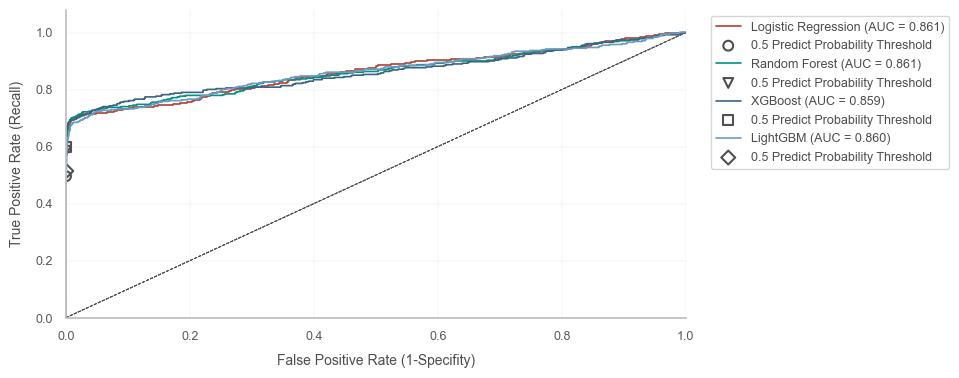 1.0
0.8
0.6
0.4
0.2
0.0
True Positive Rate (Recall)
0.0 0.2 0.4 0.6 0.8 1.0
False Positive Rate (1-Specifity)
Logistic Regression (AUC = 0.861)
0.5 Predict Probability Threshold
Random Forest (AUC = 0.861)
0.5 Predict Probability Threshold
XGBoost (AUC = 0.859)
0.5 Predict Probability Threshold
LightGBM (AUC = 0.860)
0.5 Predict Probability Threshold